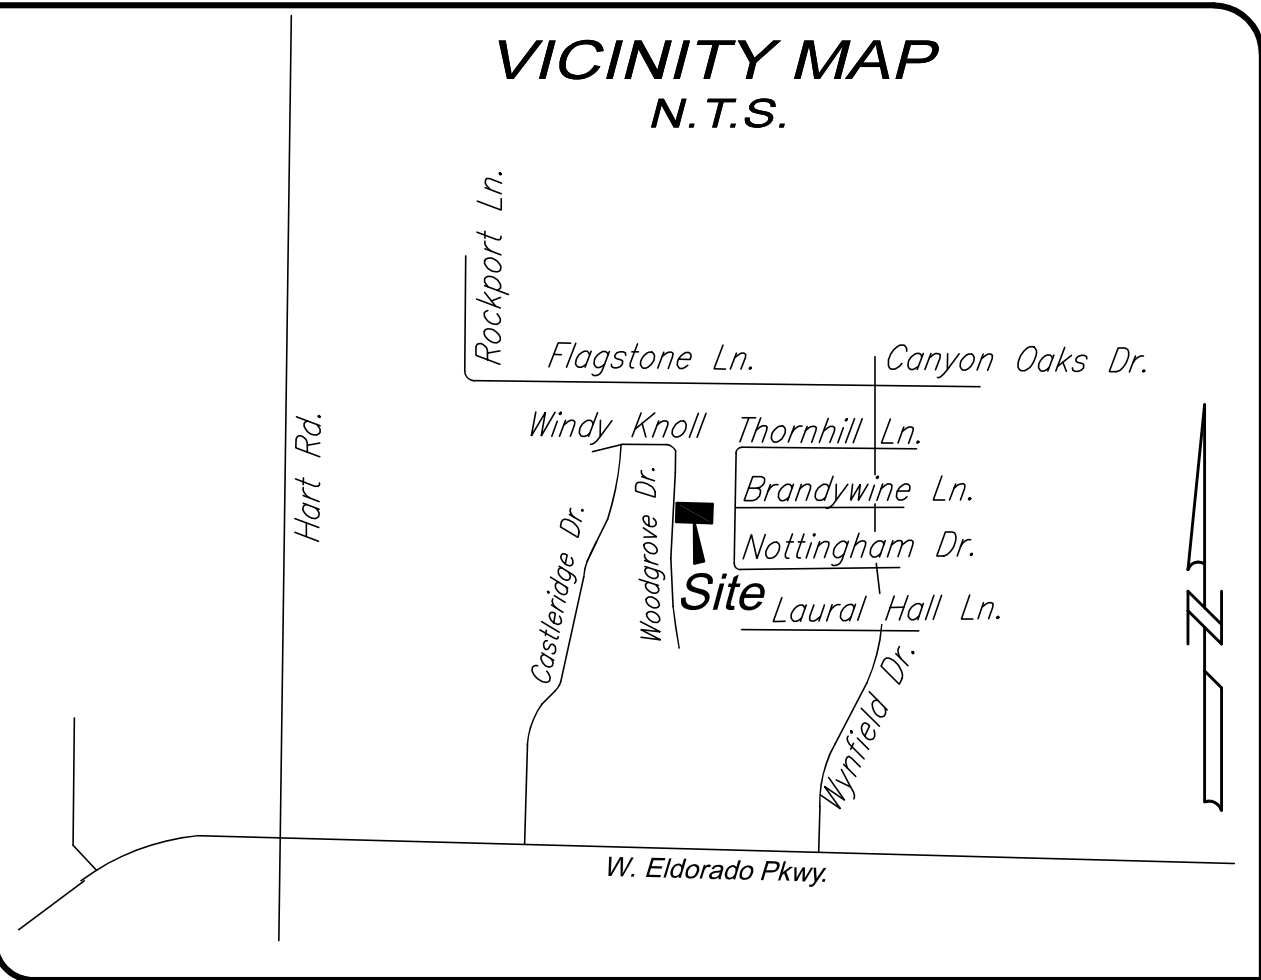 VICINITY MAP
N.T.S.
Rockport Ln.
Flagstone Ln.
Canyon Oaks Dr.
Hart Rd.
Windy Knoll
Thornhill Ln.
Woodgrove Dr.
Brandywine Ln.
Castleridge Dr.
Nottingham Dr.
Site
Laural Hall Ln.
Wynfield Dr.
W. Eldorado Pkwy.
N